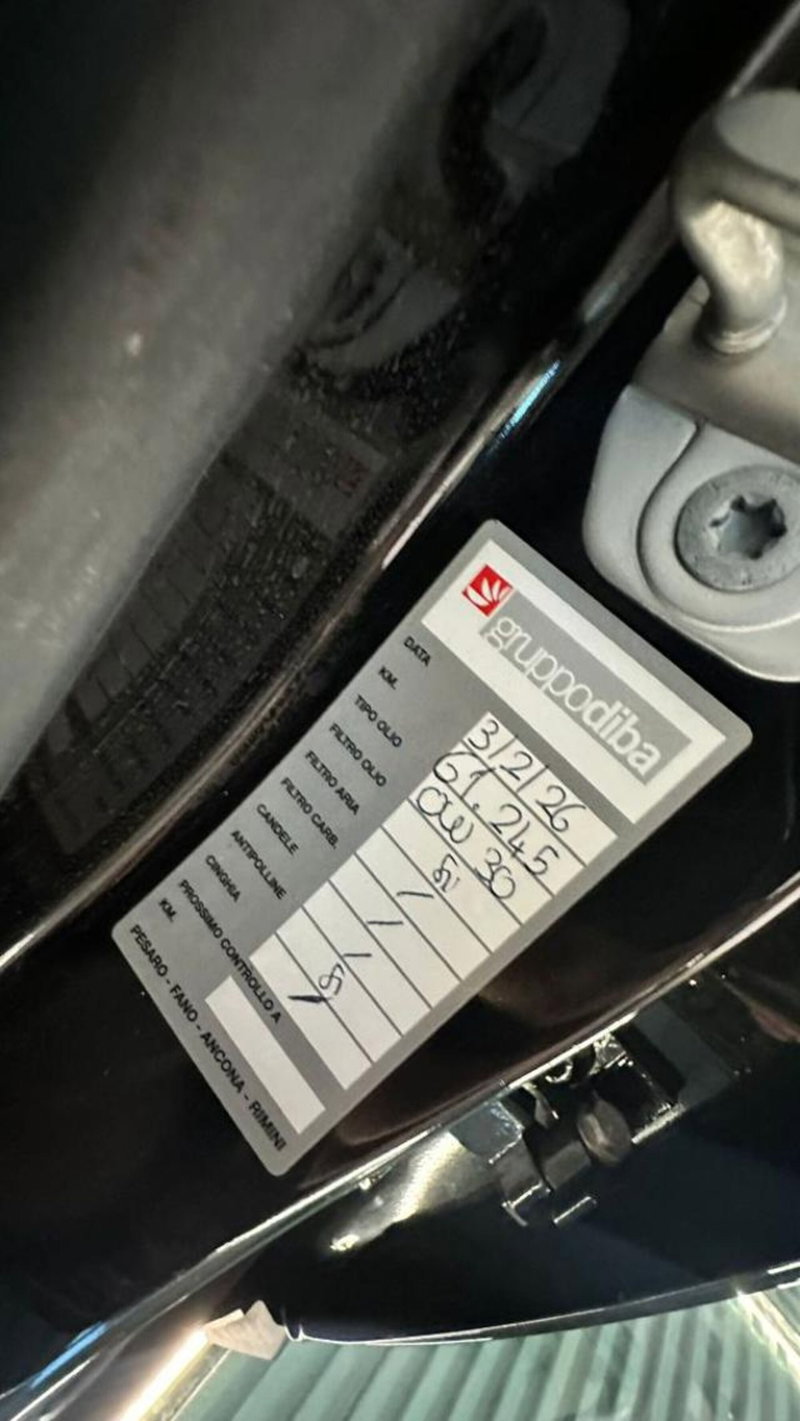 gruppodiba
DATA 3/2/26
KM. 61.245
TIPO OLIO OW 30
FILTRO OLIO si
FILTRO ARIA /
FILTRO CARB. /
CANDELE /
ANTIPOLLINE si
CINGHIA /
PROSSIMO CONTROLLO A
KM.
PESARO - FANO - ANCONA - RIMINI